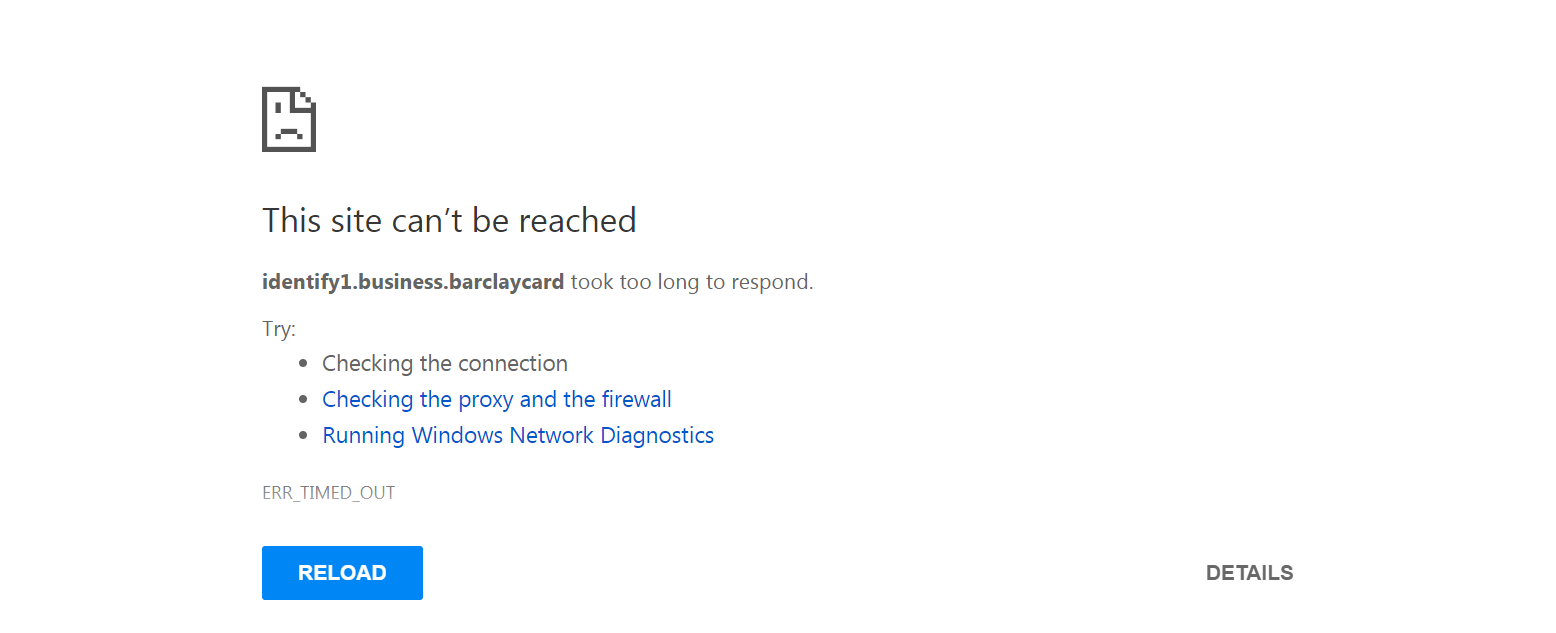 This site can’t be reached
identify1.business.barclaycard took too long to respond.
Try:
Checking the connection
Checking the proxy and the firewall
Running Windows Network Diagnostics
ERR_TIMED_OUT
RELOAD
DETAILS